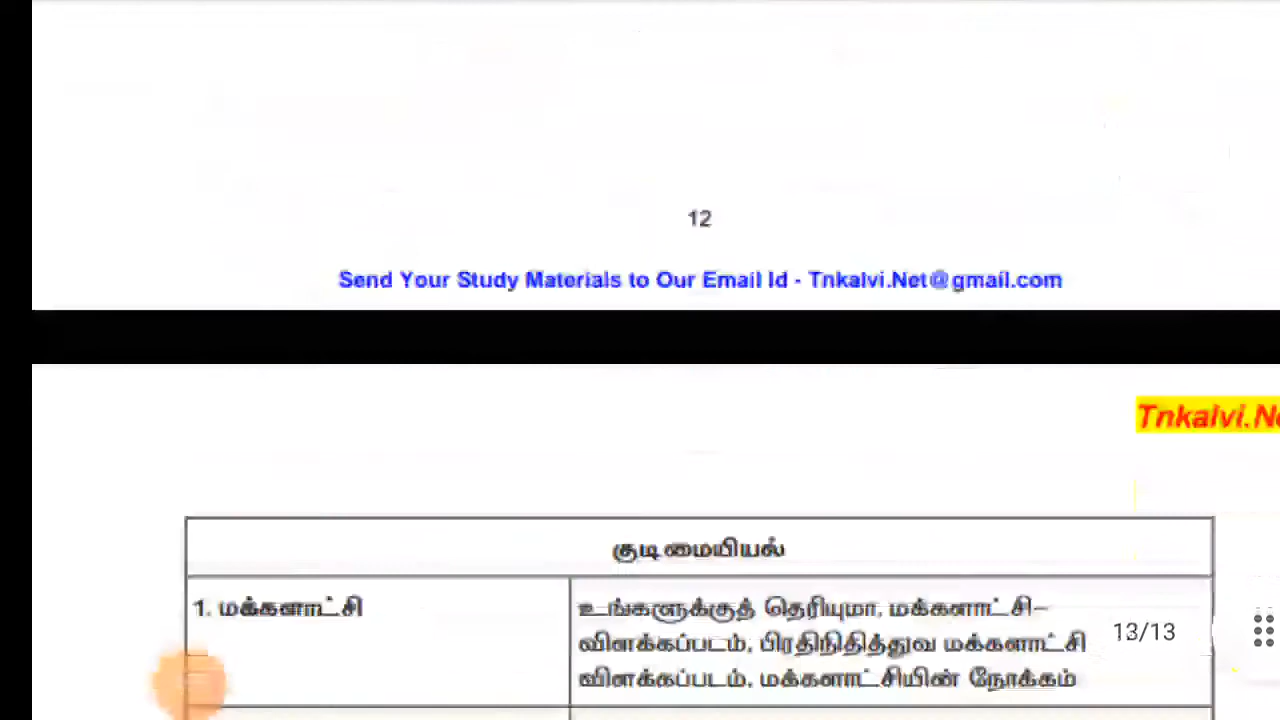 12
Send Your Study Materials to Our Email Id - Tnkalvi.Net@gmail.com
Tnkalvi.Ne
குடிமையியல்
1. மக்களாட்சி
உங்களுக்குத் தெரியுமா, மக்களாட்சி–
விளக்கப்படம், பிரதிநிதித்துவ மக்களாட்சி
விளக்கப்படம், மக்களாட்சியின் நோக்கம்
13/13